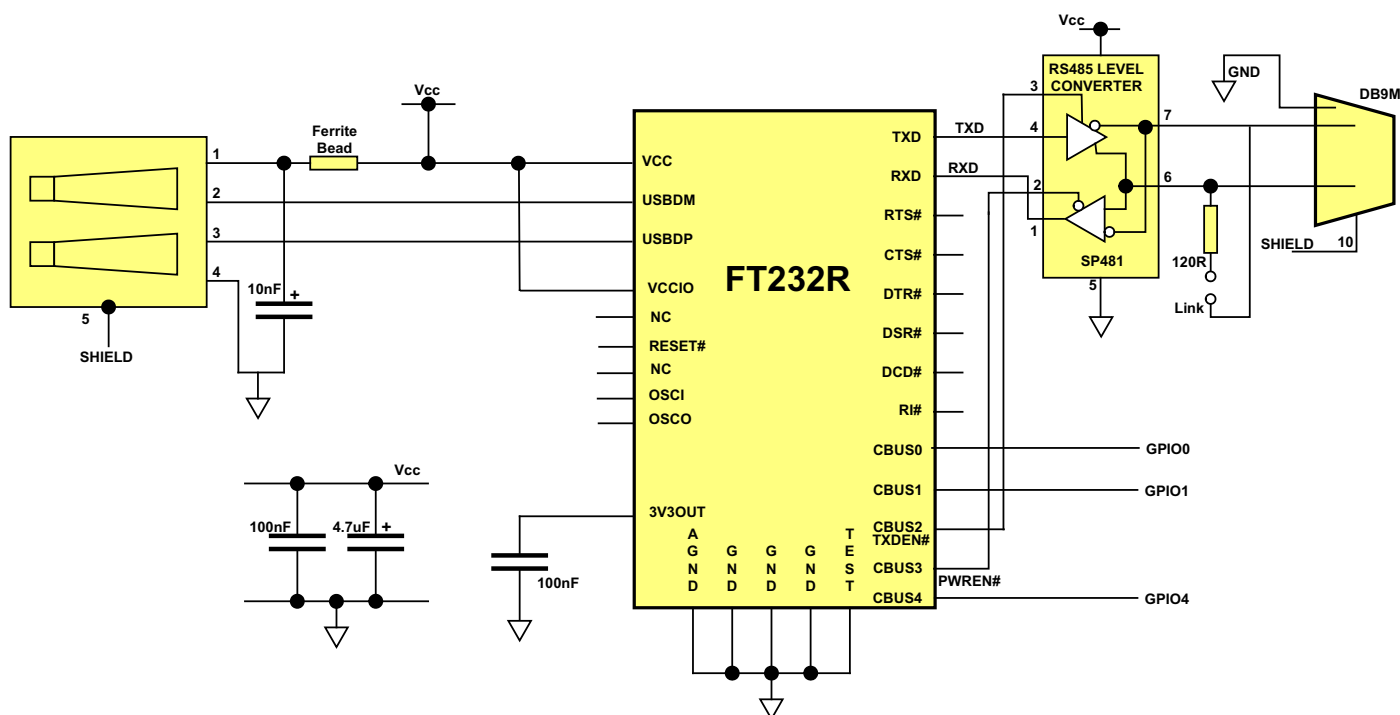 Vcc
RS485 LEVEL
CONVERTER
GND
DB9M
Vcc
Ferrite
Bead
1
2
3
4
5
SHIELD
10nF
+
VCC
USBDM
USBDP
VCCIO
NC
RESET#
NC
OSCI
OSCO
3V3OUT
FT232R
TXD
RXD
RTS#
CTS#
DTR#
DSR#
DCD#
RI#
CBUS0
CBUS1
CBUS2
TXDEN#
CBUS3
PWREN#
CBUS4
AGND
GND
GND
GND
TEST
TXD
RXD
3
4
2
1
7
6
SP481
5
120R
Link
SHIELD
10
GPIO0
GPIO1
GPIO4
Vcc
100nF
4.7uF
+
100nF